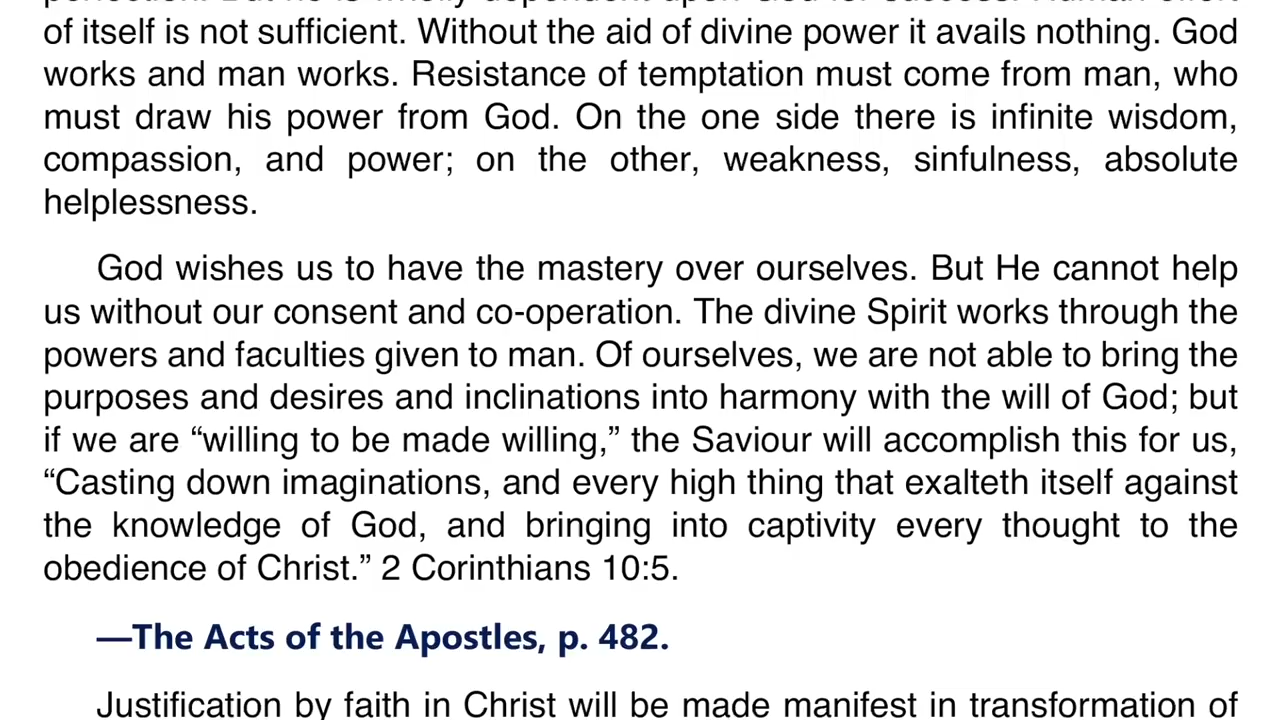 of itself is not sufficient. Without the aid of divine power it avails nothing. God
works and man works. Resistance of temptation must come from man, who
must draw his power from God. On the one side there is infinite wisdom,
compassion, and power; on the other, weakness, sinfulness, absolute
helplessness.
God wishes us to have the mastery over ourselves. But He cannot help
us without our consent and co-operation. The divine Spirit works through the
powers and faculties given to man. Of ourselves, we are not able to bring the
purposes and desires and inclinations into harmony with the will of God; but
if we are “willing to be made willing,” the Saviour will accomplish this for us,
“Casting down imaginations, and every high thing that exalteth itself against
the knowledge of God, and bringing into captivity every thought to the
obedience of Christ.” 2 Corinthians 10:5.
—The Acts of the Apostles, p. 482.
Justification by faith in Christ will be made manifest in transformation of